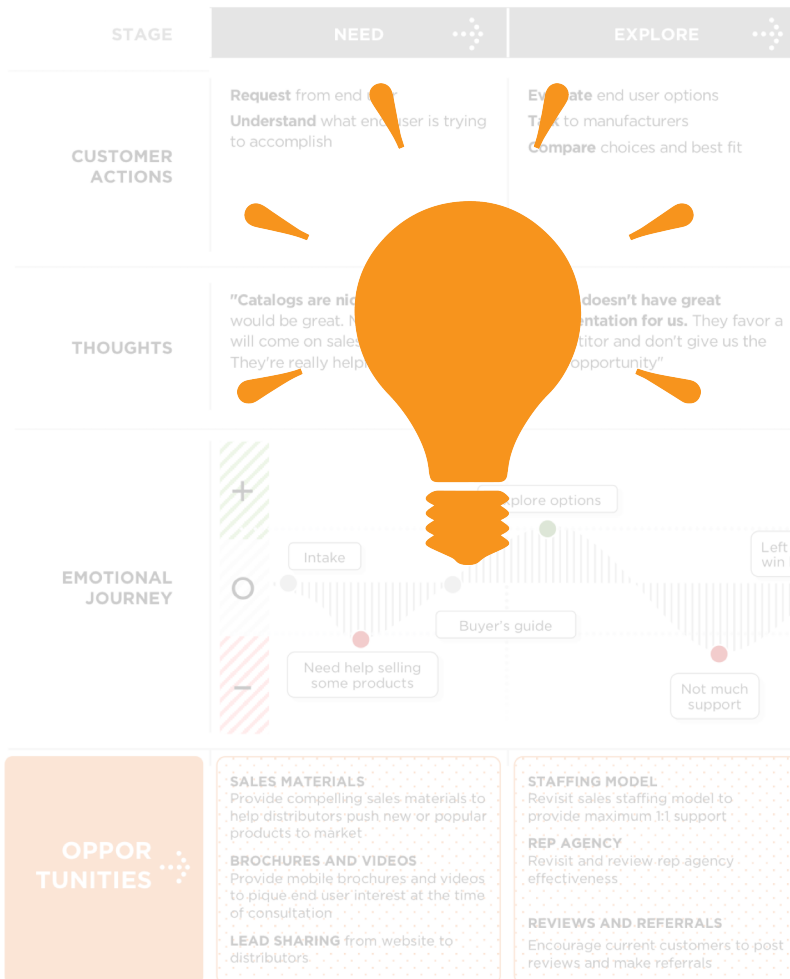 STAGE
NEED
EXPLORE
CUSTOMER
ACTIONS
Request from end
Understand what end user is trying
to accomplish
Evaluate end user options
Talk to manufacturers
Compare choices and best fit
THOUGHTS
"Catalogs are
would be great.
will come on sales
They're really
doesn't have great
for us. They favor a
and don't give us the
opportunity"
EMOTIONAL
JOURNEY
+
O
–
Intake
Need help selling
some products
Buyer's guide
Explore options
Not much
support
Left
win
OPPOR
TUNITIES
SALES MATERIALS
Provide compelling sales materials to
help distributors push new or popular
products to market
BROCHURES AND VIDEOS
Provide mobile brochures and videos
to pique end user interest at the time
of consultation
LEAD SHARING from website to
distributors
STAFFING MODEL
Revisit sales staffing model to
provide maximum 1:1 support
REP AGENCY
Revisit and review rep agency
effectiveness
REVIEWS AND REFERRALS
Encourage current customers to post
reviews and make referrals